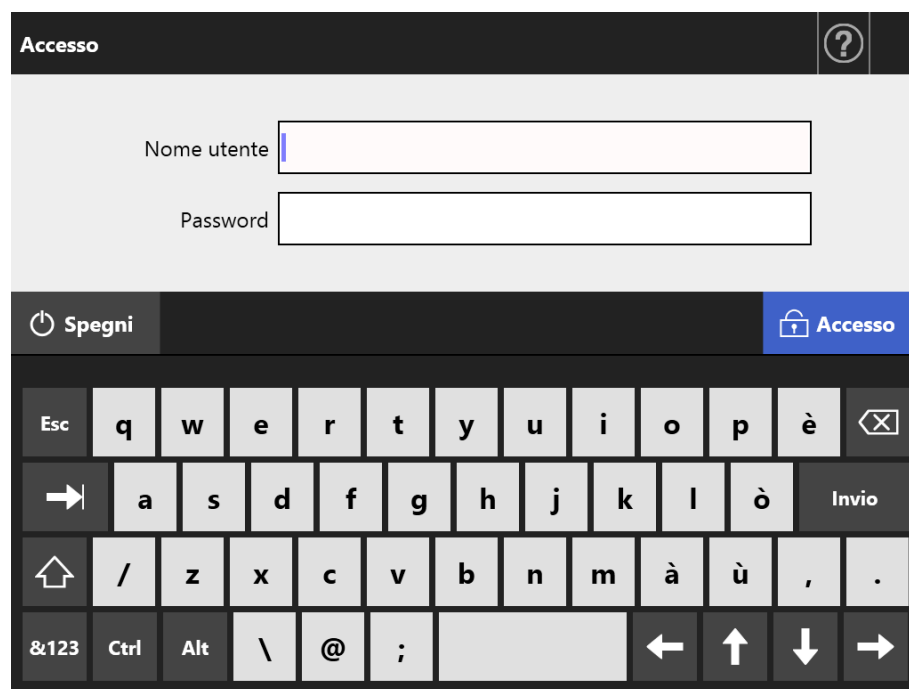 Accesso ?
Nome utente
Password
Spegni Accesso
Esc q w e r t y u i o p è
a s d f g h j k l ò Invio
/ z x c v b n m à ù , .
&123 Ctrl Alt \ @ ;